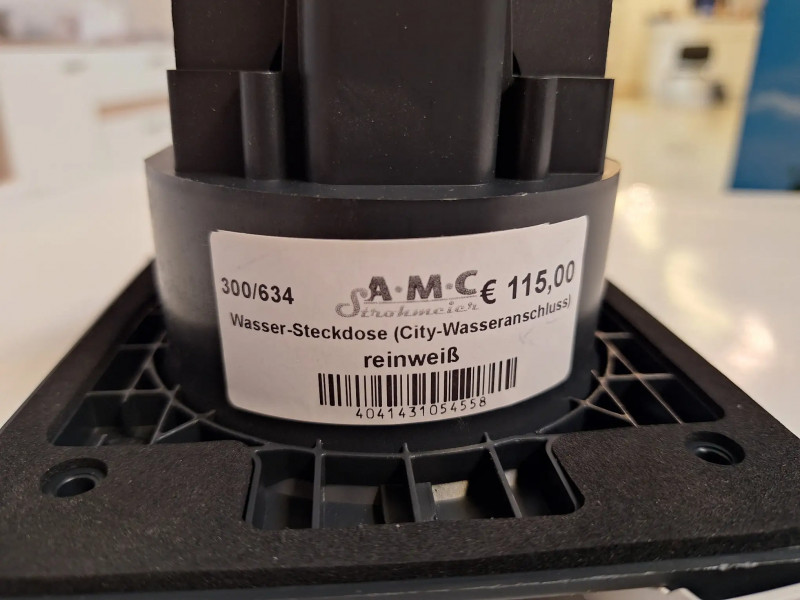 300/634 A·M·C € 115,00
Strohmeier
Wasser-Steckdose (City-Wasseranschluss)
reinweiß
4041431054558